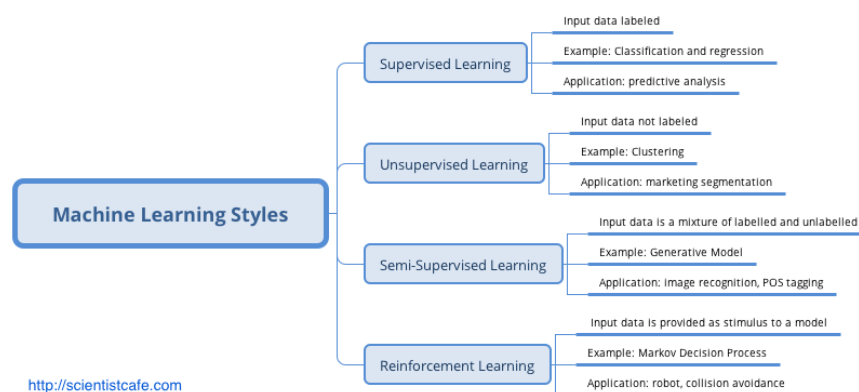 Machine Learning Styles
Supervised Learning
Input data labeled
Example: Classification and regression
Application: predictive analysis
Unsupervised Learning
Input data not labeled
Example: Clustering
Application: marketing segmentation
Semi-Supervised Learning
Input data is a mixture of labelled and unlabelled
Example: Generative Model
Application: image recognition, POS tagging
Reinforcement Learning
Input data is provided as stimulus to a model
Example: Markov Decision Process
Application: robot, collision avoidance
http://scientistcafe.com